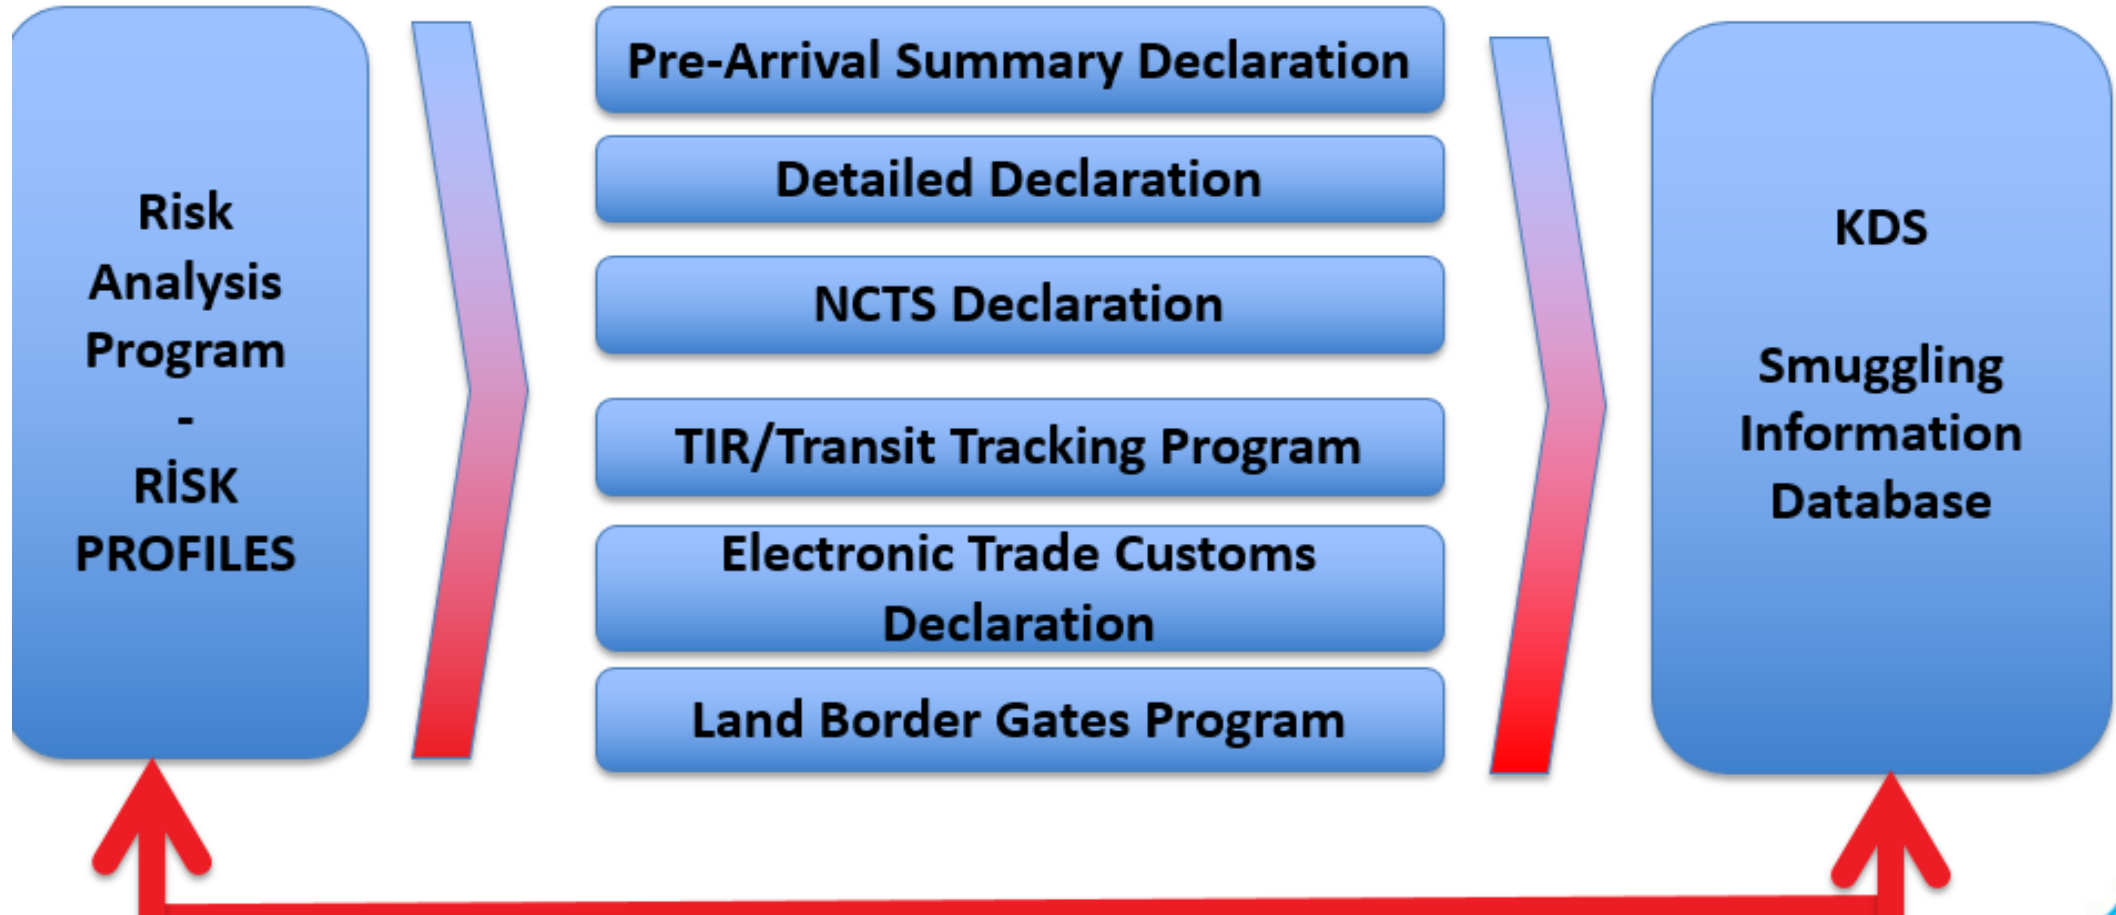 Risk
Analysis
Program
-
RİSK
PROFILES
Pre-Arrival Summary Declaration
Detailed Declaration
NCTS Declaration
TIR/Transit Tracking Program
Electronic Trade Customs
Declaration
Land Border Gates Program
KDS
Smuggling
Information
Database